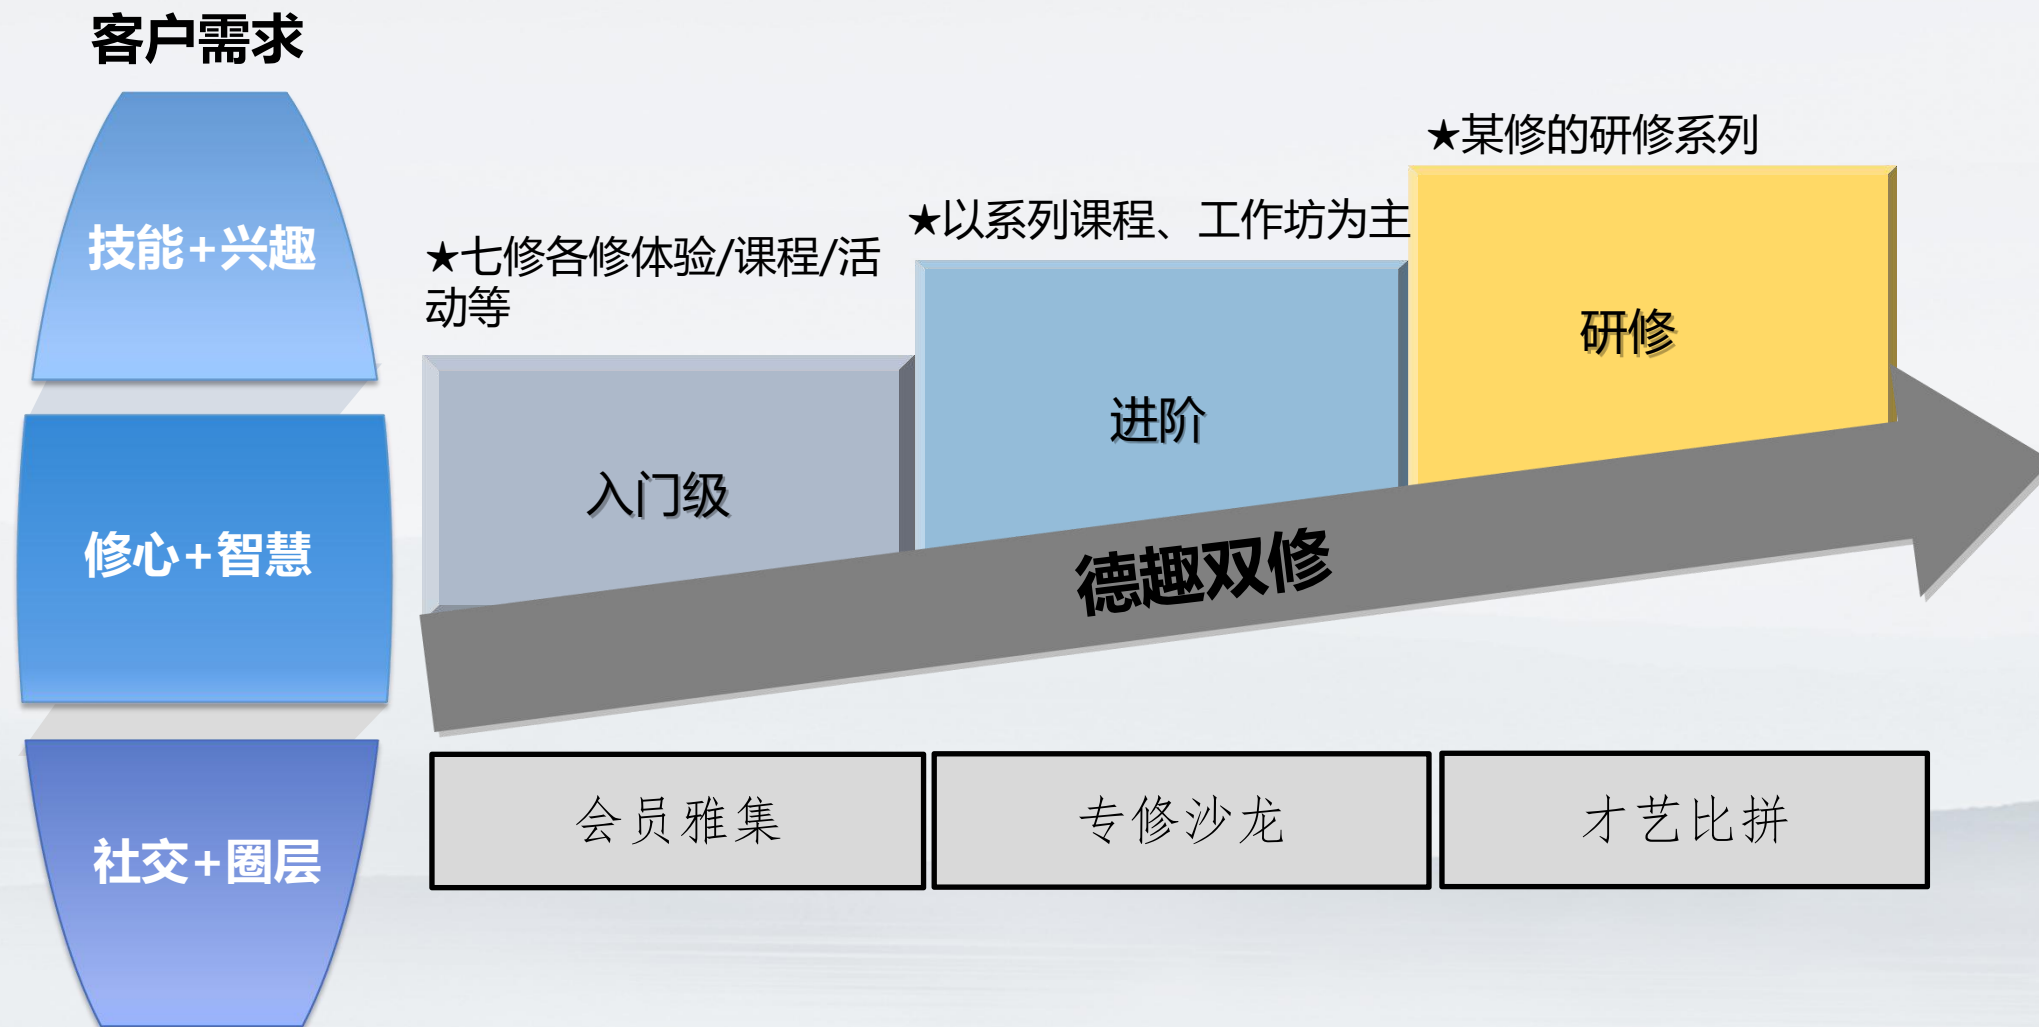 客户需求
技能+兴趣
修心+智慧
社交+圈层
★七修各修体验/课程/活
动等
★以系列课程、工作坊为主
★某修的研修系列
入门级
进阶
研修
德趣双修
会员雅集
专修沙龙
才艺比拼